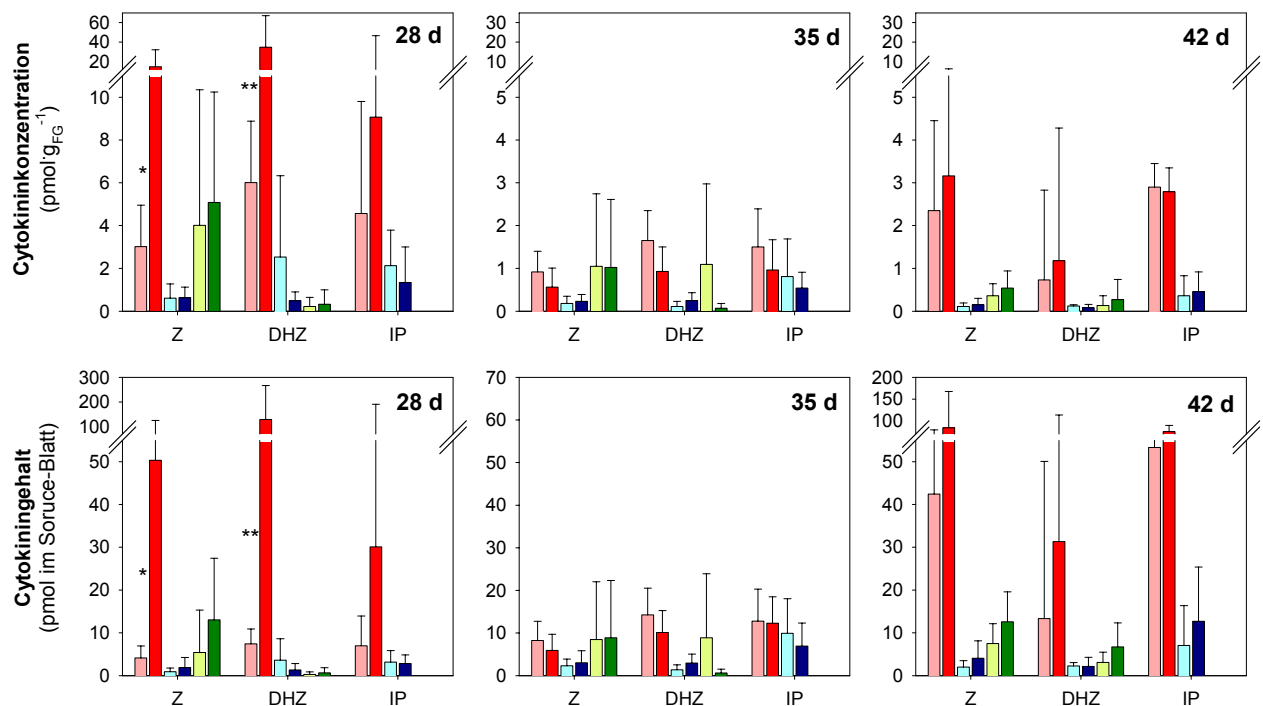 Cytokininkonzentration
(pmol·g_FG^-1)
60
40
20
10
8
6
4
2
0
28 d
*
**
Z
DHZ
IP
30
20
10
5
4
3
2
1
0
35 d
Z
DHZ
IP
30
20
10
5
4
3
2
1
0
42 d
Z
DHZ
IP
Cytokiningehalt
(pmol im Soruce-Blatt)
300
200
100
50
40
30
20
10
0
28 d
*
**
Z
DHZ
IP
70
60
50
40
30
20
10
0
35 d
Z
DHZ
IP
200
150
100
50
40
30
20
10
0
42 d
Z
DHZ
IP